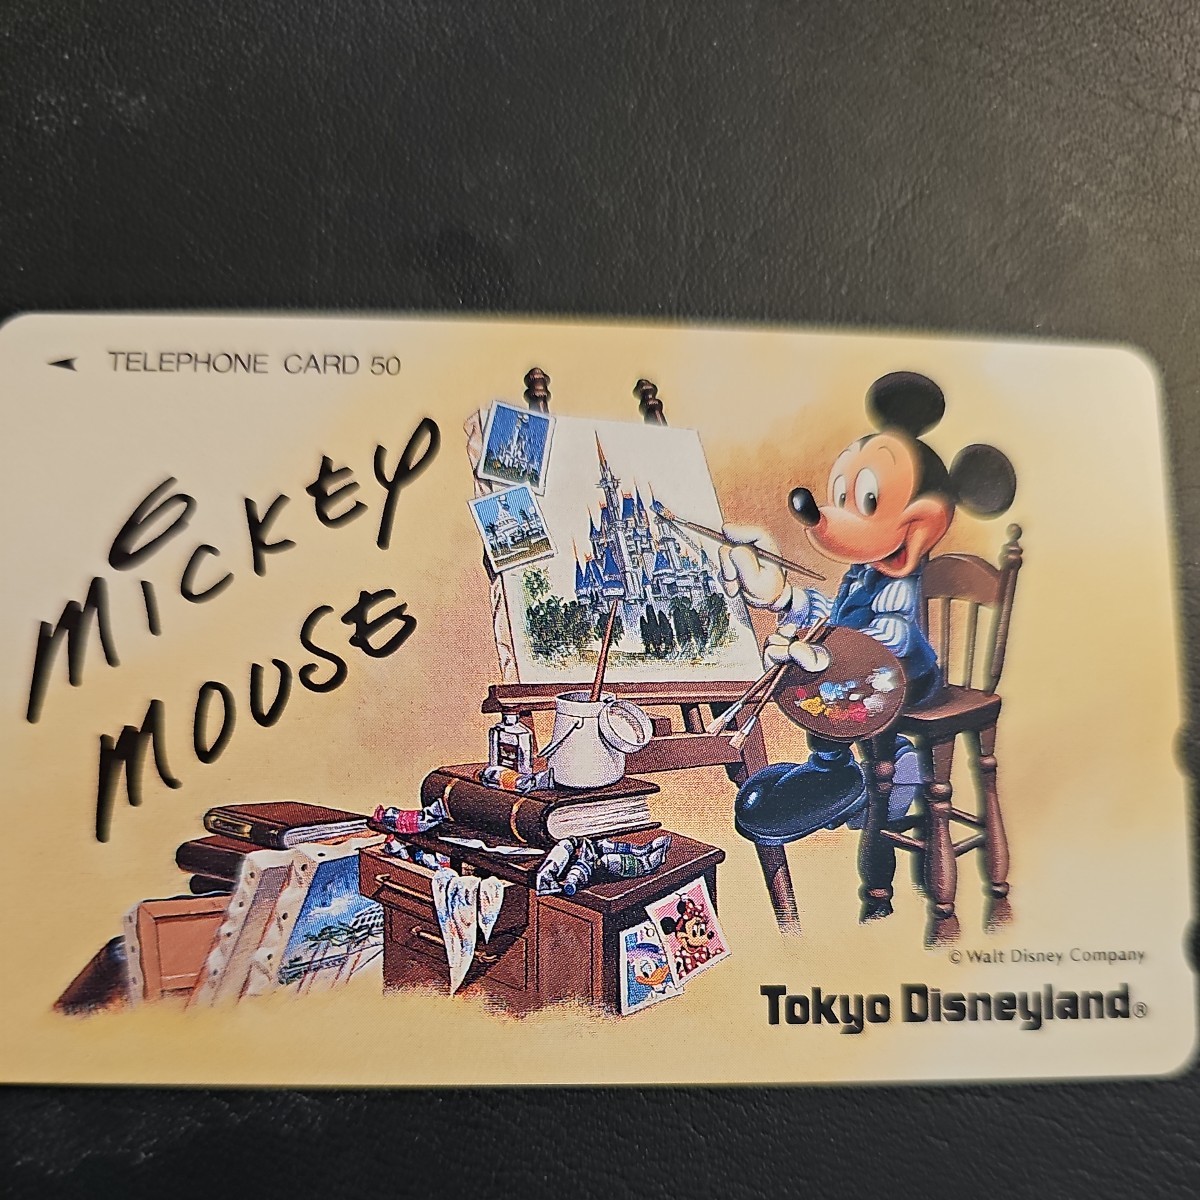 TELEPHONE CARD 50
MICKEY
MOUSE
© Walt Disney Company
Tokyo Disneyland®